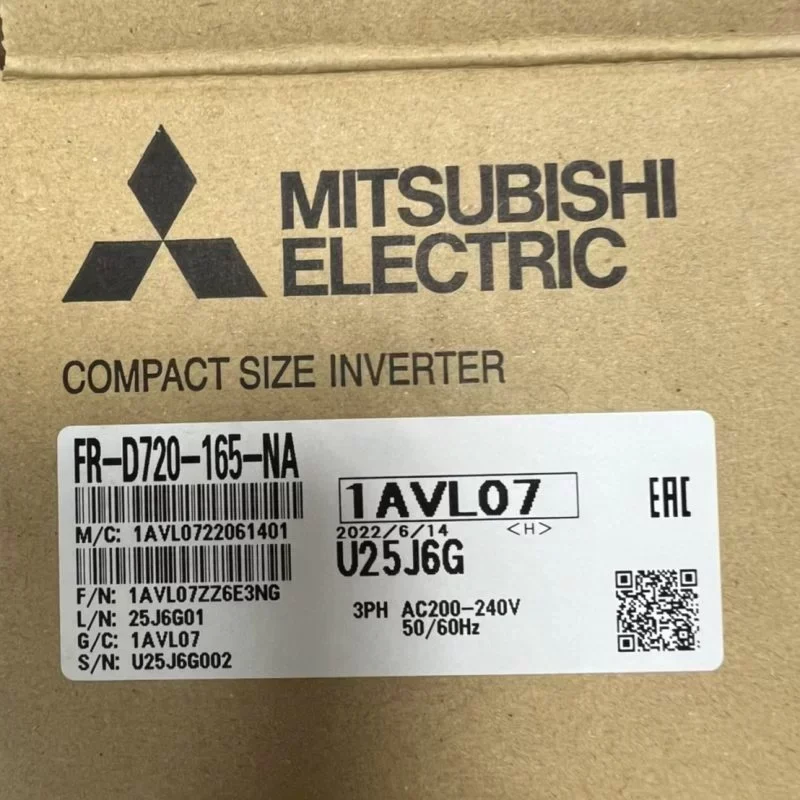 MITSUBISHI
ELECTRIC
COMPACT SIZE INVERTER
FR-D720-165-NA
M/C: 1AVL0722061401
F/N: 1AVL07ZZ6E3NG
L/N: 25J6G01
G/C: 1AVL07
S/N: U25J6G002
1AVL07
2022/6/14 <H>
U25J6G
3PH AC200-240V
50/60Hz
EAC